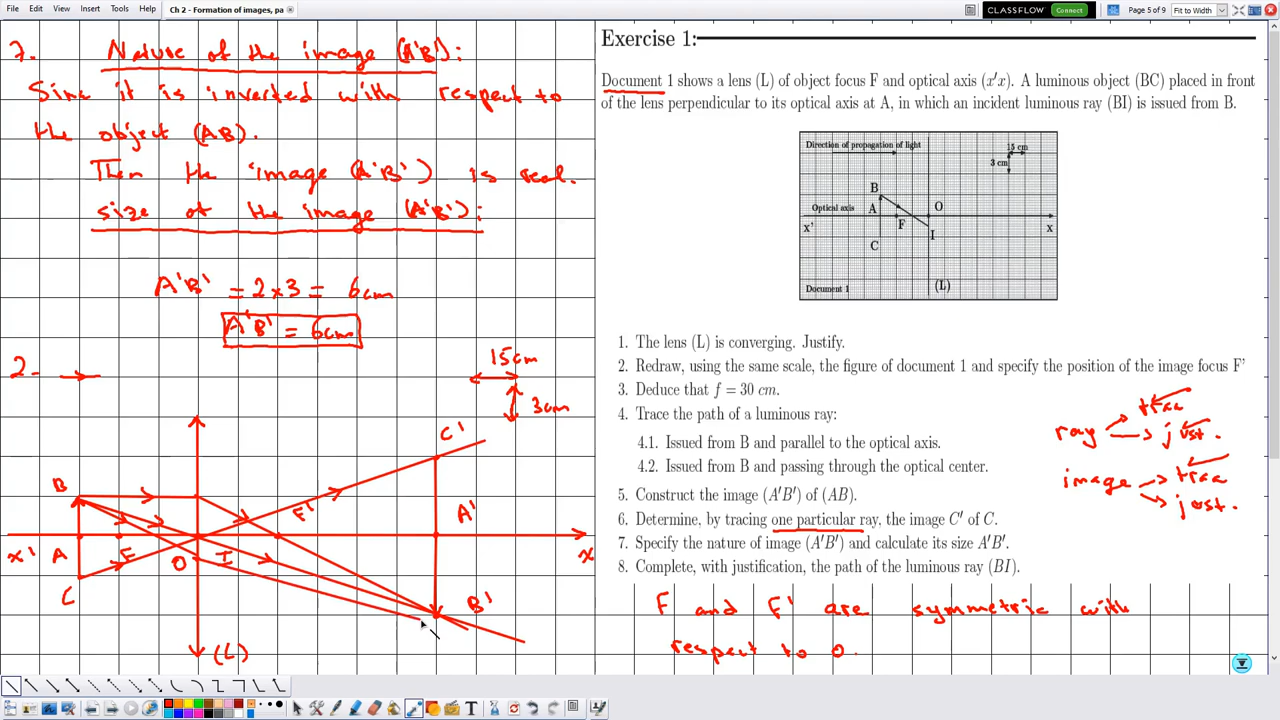 File Edit View Insert Tools Help
Ch 2 - Formation of images, pa
CLASSFLOW Connect
Page 5 of 9 Fit to Width
7. Nature of the image (A'B'):
Sinc it is inverted with respect to
the object (AB).
Then the image (A'B') is real.
size of the image (A'B'):
A'B' = 2x3 = 6cm
A'B' = 6cm
2-
15cm
3cm
C'
B
F'
A'
x' A F O I x
C
B'
(L)
Exercise 1:
Document 1 shows a lens (L) of object focus F and optical axis (x'x). A luminous object (BC) placed in front
of the lens perpendicular to its optical axis at A, in which an incident luminous ray (BI) is issued from B.
Direction of propagation of light
15 cm
3 cm
B
Optical axis A O
x' F I x
C
Document 1 (L)
1. The lens (L) is converging. Justify.
2. Redraw, using the same scale, the figure of document 1 and specify the position of the image focus F'
3. Deduce that f = 30 cm.
4. Trace the path of a luminous ray:
4.1. Issued from B and parallel to the optical axis.
4.2. Issued from B and passing through the optical center.
5. Construct the image (A'B') of (AB).
6. Determine, by tracing one particular ray, the image C' of C.
7. Specify the nature of image (A'B') and calculate its size A'B'.
8. Complete, with justification, the path of the luminous ray (BI).
ray trac
just.
image trac
just.
F and F' are symmetric with
respect to O.